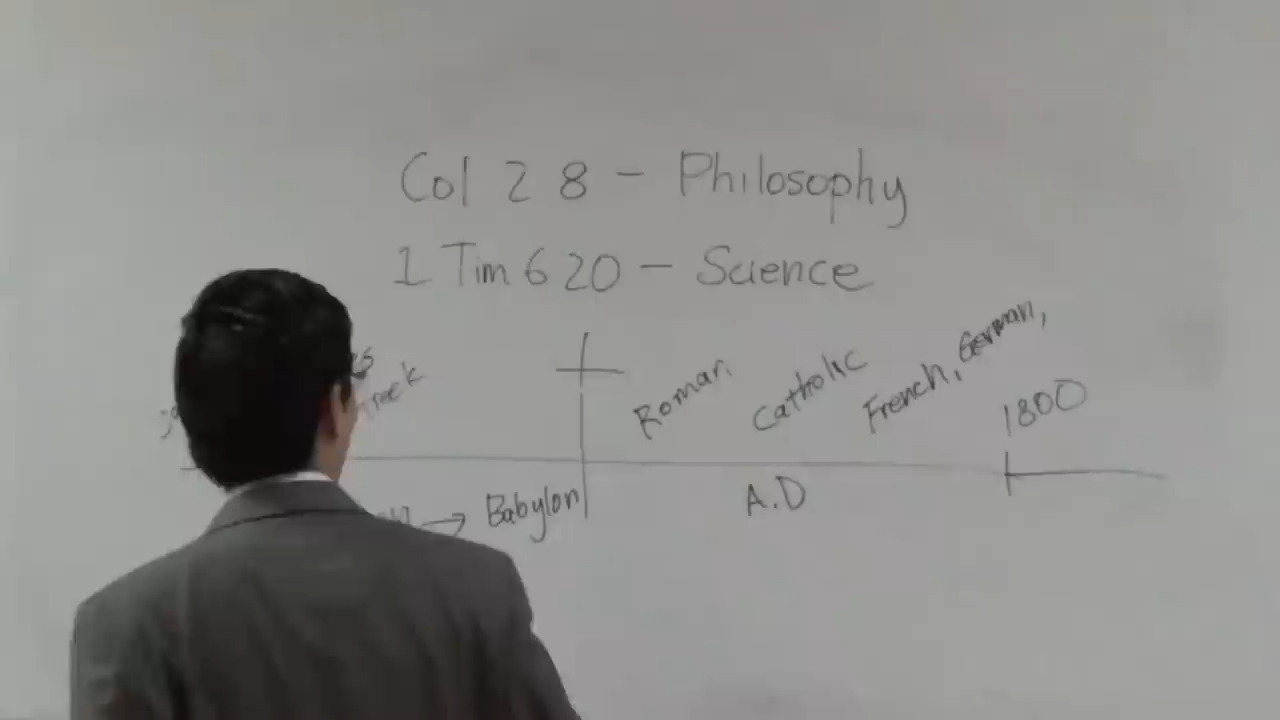 Col 2 8 - Philosophy
1 Tim 6 20 - Science
Roman
Catholic
French, German,
1800
→ Babylon
A.D